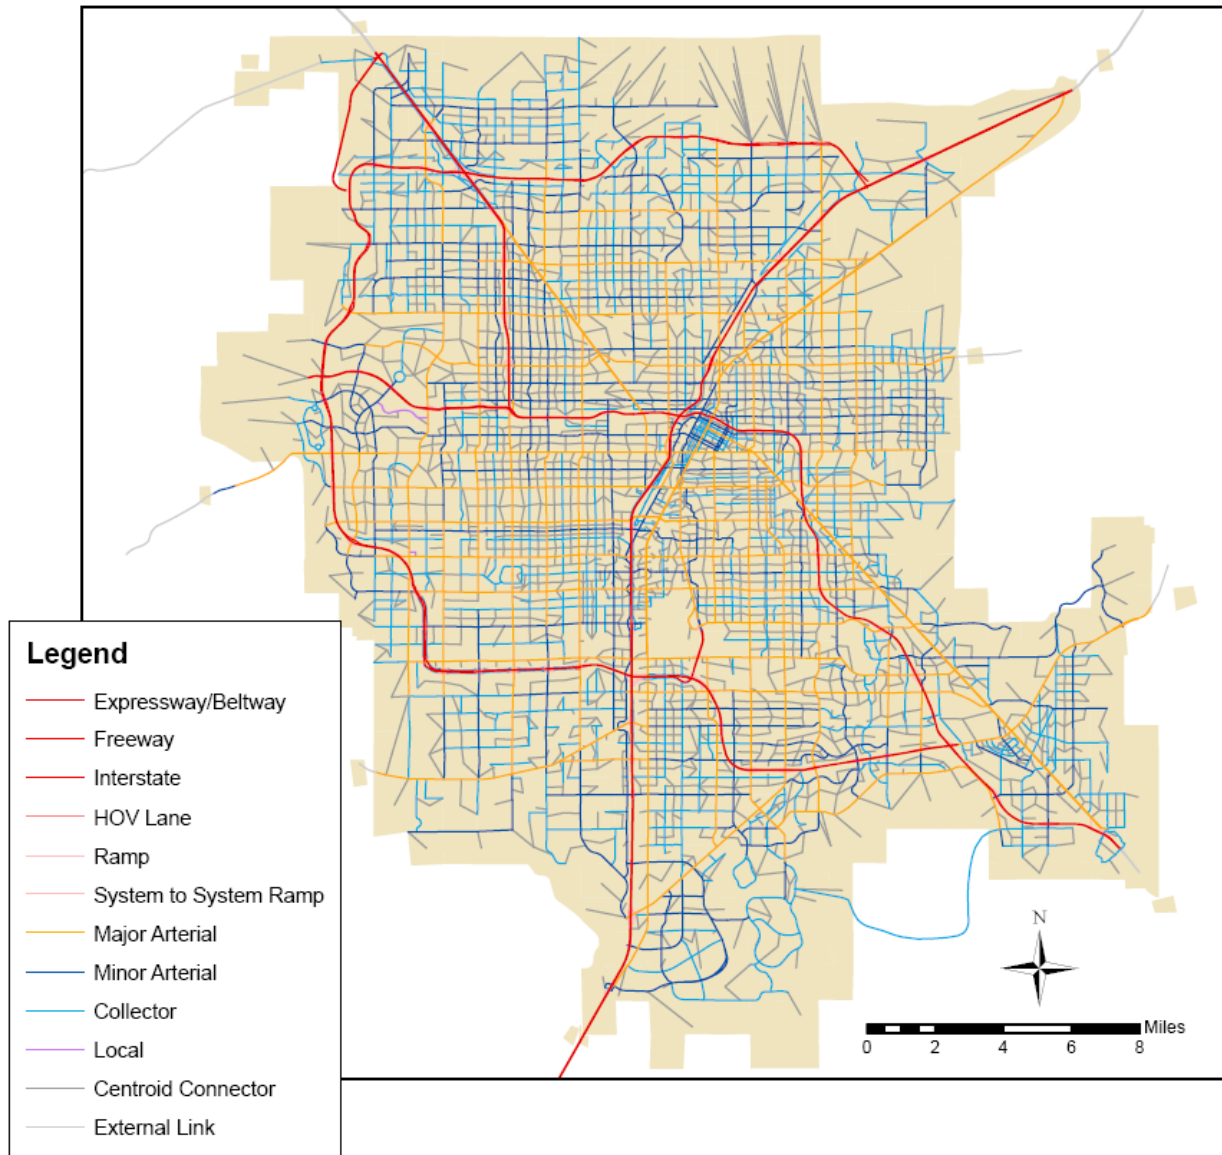 Legend
Expressway/Beltway
Freeway
Interstate
HOV Lane
Ramp
System to System Ramp
Major Arterial
Minor Arterial
Collector
Local
Centroid Connector
External Link
N
Miles
0 2 4 6 8